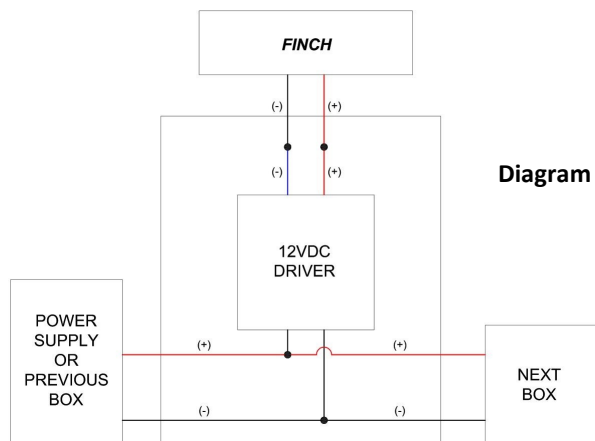 FINCH
(-) (+)
(-) (+)
Diagram
12VDC
DRIVER
POWER
SUPPLY
OR
PREVIOUS
BOX
(+) (+)
(-) (-)
NEXT
BOX